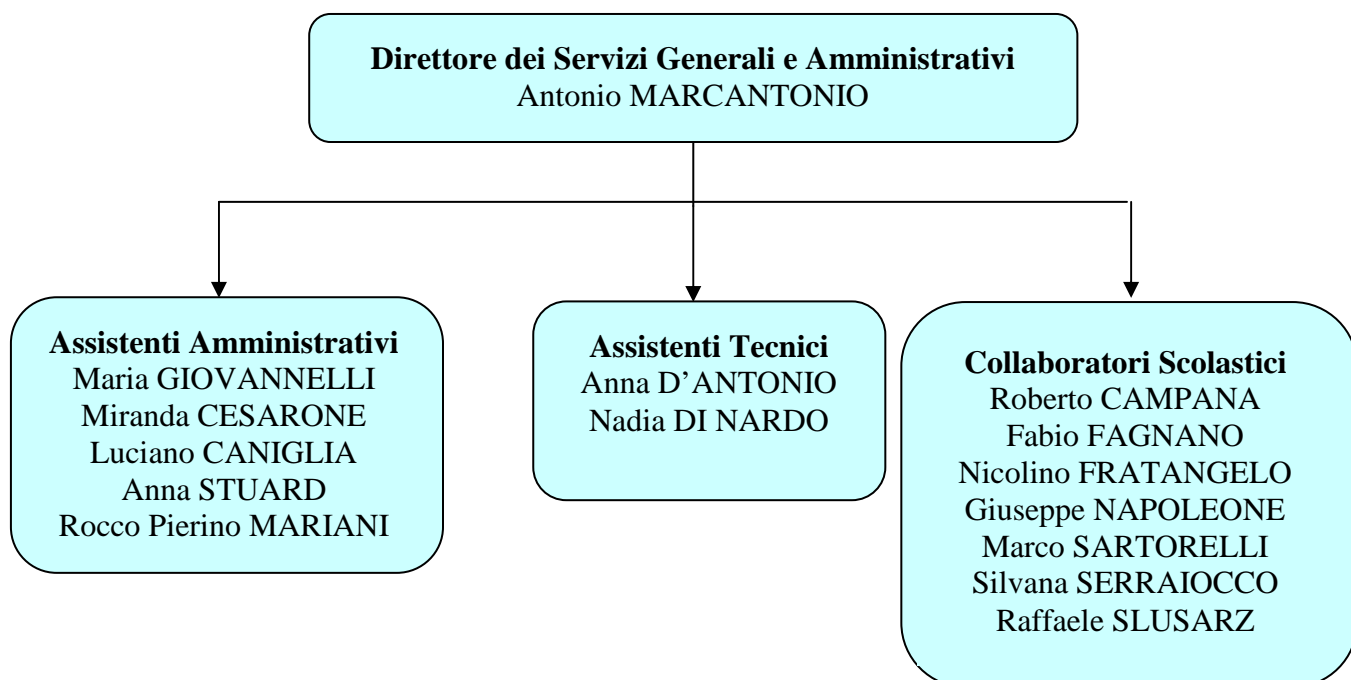 Direttore dei Servizi Generali e Amministrativi
Antonio MARCANTONIO
Assistenti Amministrativi
Maria GIOVANNELLI
Miranda CESARONE
Luciano CANIGLIA
Anna STUARD
Rocco Pierino MARIANI
Assistenti Tecnici
Anna D’ANTONIO
Nadia DI NARDO
Collaboratori Scolastici
Roberto CAMPANA
Fabio FAGNANO
Nicolino FRATANGELO
Giuseppe NAPOLEONE
Marco SARTORELLI
Silvana SERRAIOCCO
Raffaele SLUSARZ